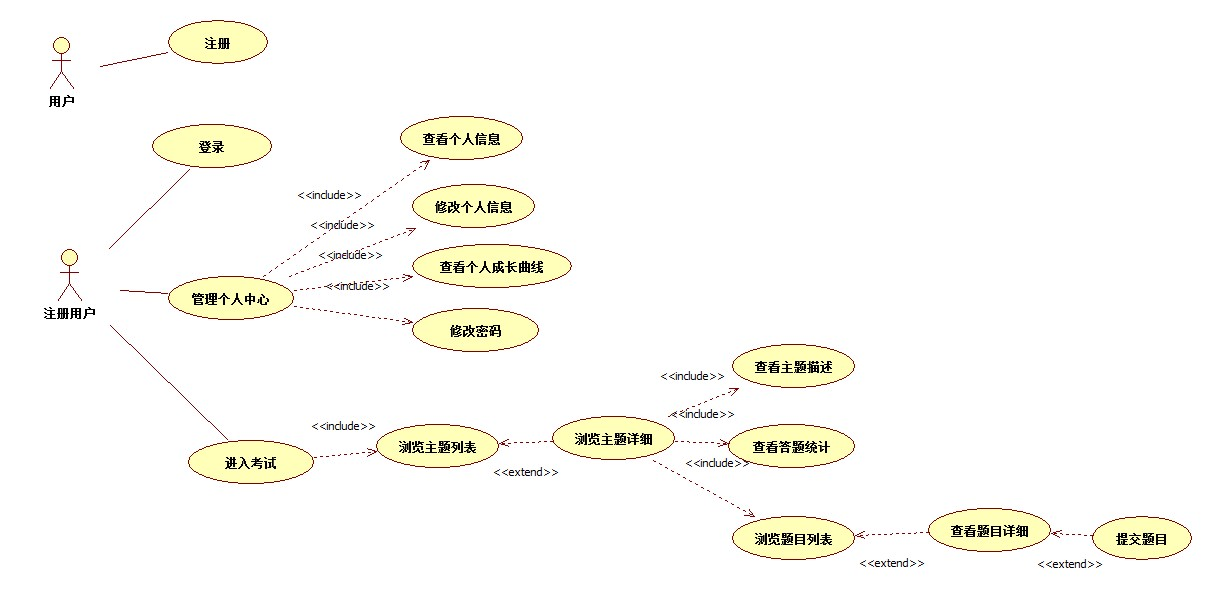 注册
用户
登录
查看个人信息
<<include>>
修改个人信息
<<include>>
<<include>>
查看个人成长曲线
<<include>>
管理个人中心
注册用户
修改密码
查看主题描述
<<include>>
<<include>>
<<include>>
浏览主题详细
浏览主题列表
查看答题统计
进入考试
<<include>>
<<extend>>
查看题目详细
浏览题目列表
提交题目
<<extend>>
<<extend>>